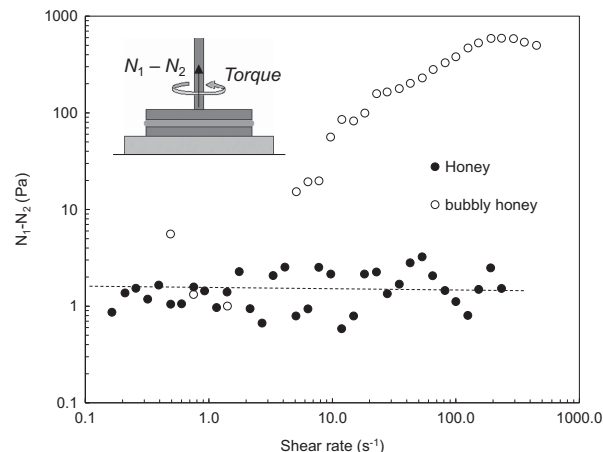 1000
100
10
1
0.1
N₁-N₂ (Pa)
N₁ – N₂
Torque
Honey
bubbly honey
0.1 1.0 10.0 100.0 1000.0
Shear rate (s⁻¹)